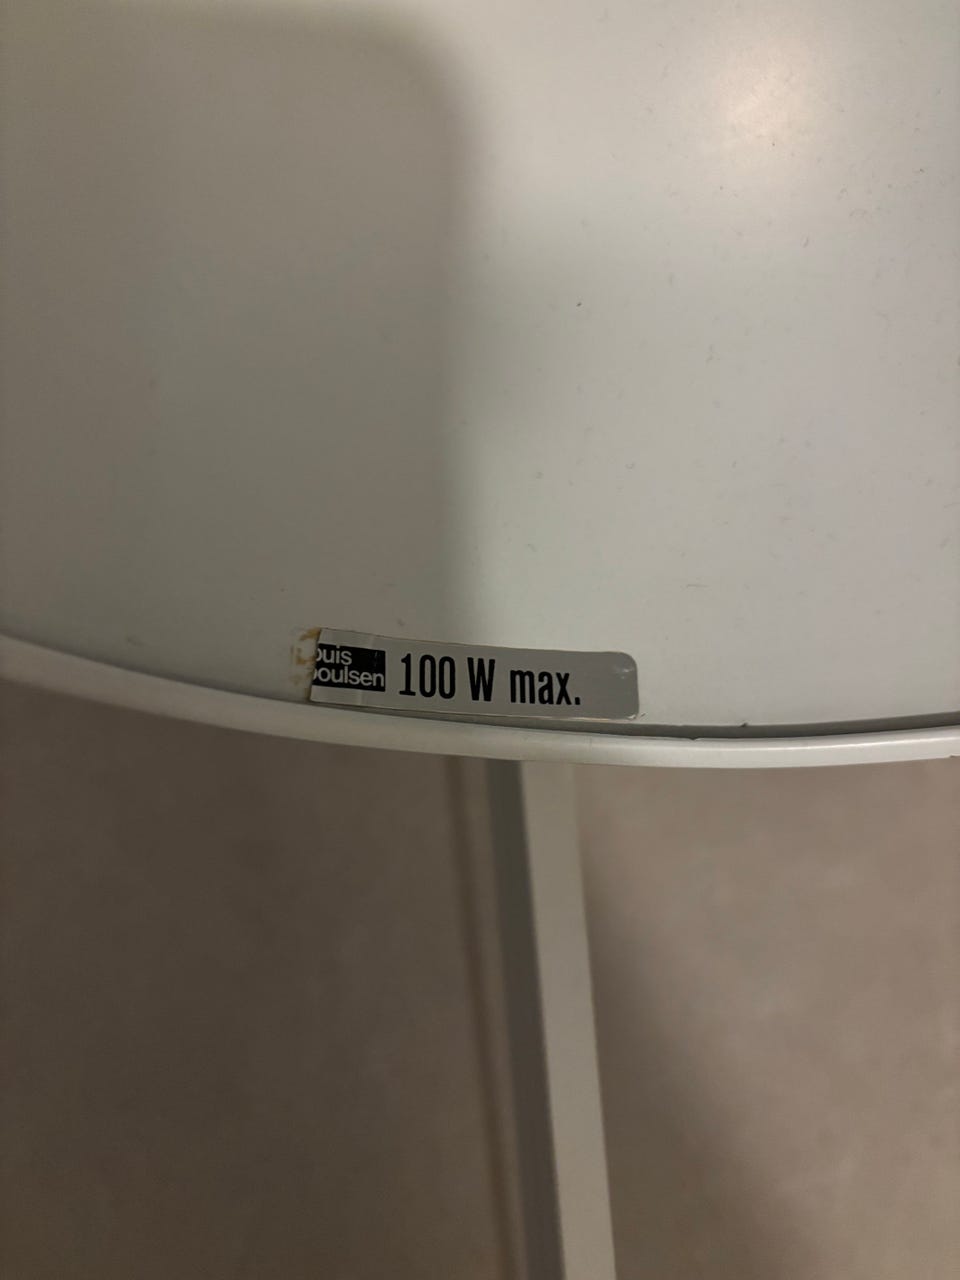 ouis
oulsen
100 W max.